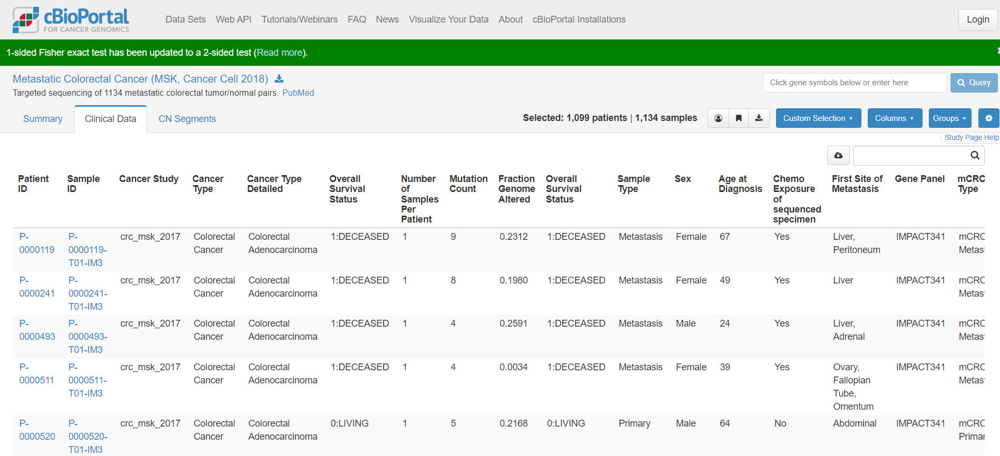 cBioPortal
FOR CANCER GENOMICS
Data Sets Web API Tutorials/Webinars FAQ News Visualize Your Data About cBioPortal Installations
Login
1-sided Fisher exact test has been updated to a 2-sided test (Read more).
Metastatic Colorectal Cancer (MSK, Cancer Cell 2018)
Click gene symbols below or enter here
Query
Targeted sequencing of 1134 metastatic colorectal tumor/normal pairs. PubMed
Summary Clinical Data CN Segments
Selected: 1,099 patients | 1,134 samples
Custom Selection Columns Groups
Study Page Help
Patient Sample Cancer Study Cancer Cancer Type Overall Number Mutation Fraction Overall Sample Sex Age at Chemo First Site of Gene Panel mCRC
ID ID Type Detailed Survival of Count Genome Survival Type Diagnosis Exposure Metastasis Type
Status Samples Altered Status of
Per sequenced
Patient specimen
P- P- crc_msk_2017 Colorectal Colorectal 1:DECEASED 1 9 0.2312 1:DECEASED Metastasis Female 67 Yes Liver, IMPACT341 mCRC
0000119 0000119- Cancer Adenocarcinoma Peritoneum Metas
T01-IM3
P- P- crc_msk_2017 Colorectal Colorectal 1:DECEASED 1 8 0.1980 1:DECEASED Metastasis Female 49 Yes Liver IMPACT341 mCRC
0000241 0000241- Cancer Adenocarcinoma Metas
T01-IM3
P- P- crc_msk_2017 Colorectal Colorectal 1:DECEASED 1 4 0.2591 1:DECEASED Metastasis Male 24 Yes Liver, IMPACT341 mCRC
0000493 0000493- Cancer Adenocarcinoma Adrenal Metas
T01-IM3
P- P- crc_msk_2017 Colorectal Colorectal 1:DECEASED 1 4 0.0034 1:DECEASED Metastasis Female 39 Yes Ovary, IMPACT341 mCRC
0000511 0000511- Cancer Adenocarcinoma Fallopian Metas
T01-IM3 Tube,
Omentum
P- P- crc_msk_2017 Colorectal Colorectal 0:LIVING 1 5 0.2168 0:LIVING Primary Male 64 No Abdominal IMPACT341 mCRC
0000520 0000520- Cancer Adenocarcinoma Primar
T01-IM3